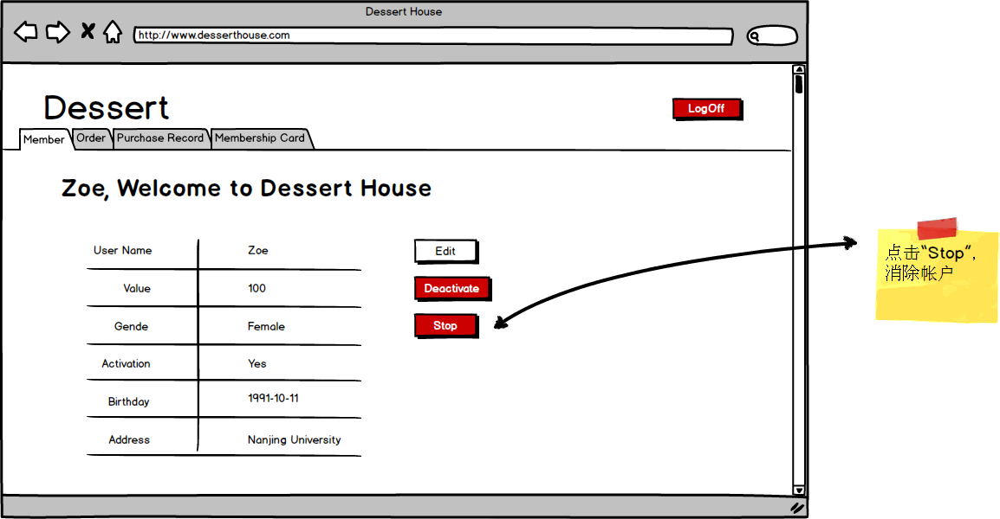 Dessert House
http://www.desserthouse.com
Dessert
LogOff
Member Order Purchase Record Membership Card
Zoe, Welcome to Dessert House
User Name Zoe Edit
Value 100 Deactivate
Gende Female Stop
Activation Yes
Birthday 1991-10-11
Address Nanjing University
点击“Stop”,
消除帐户